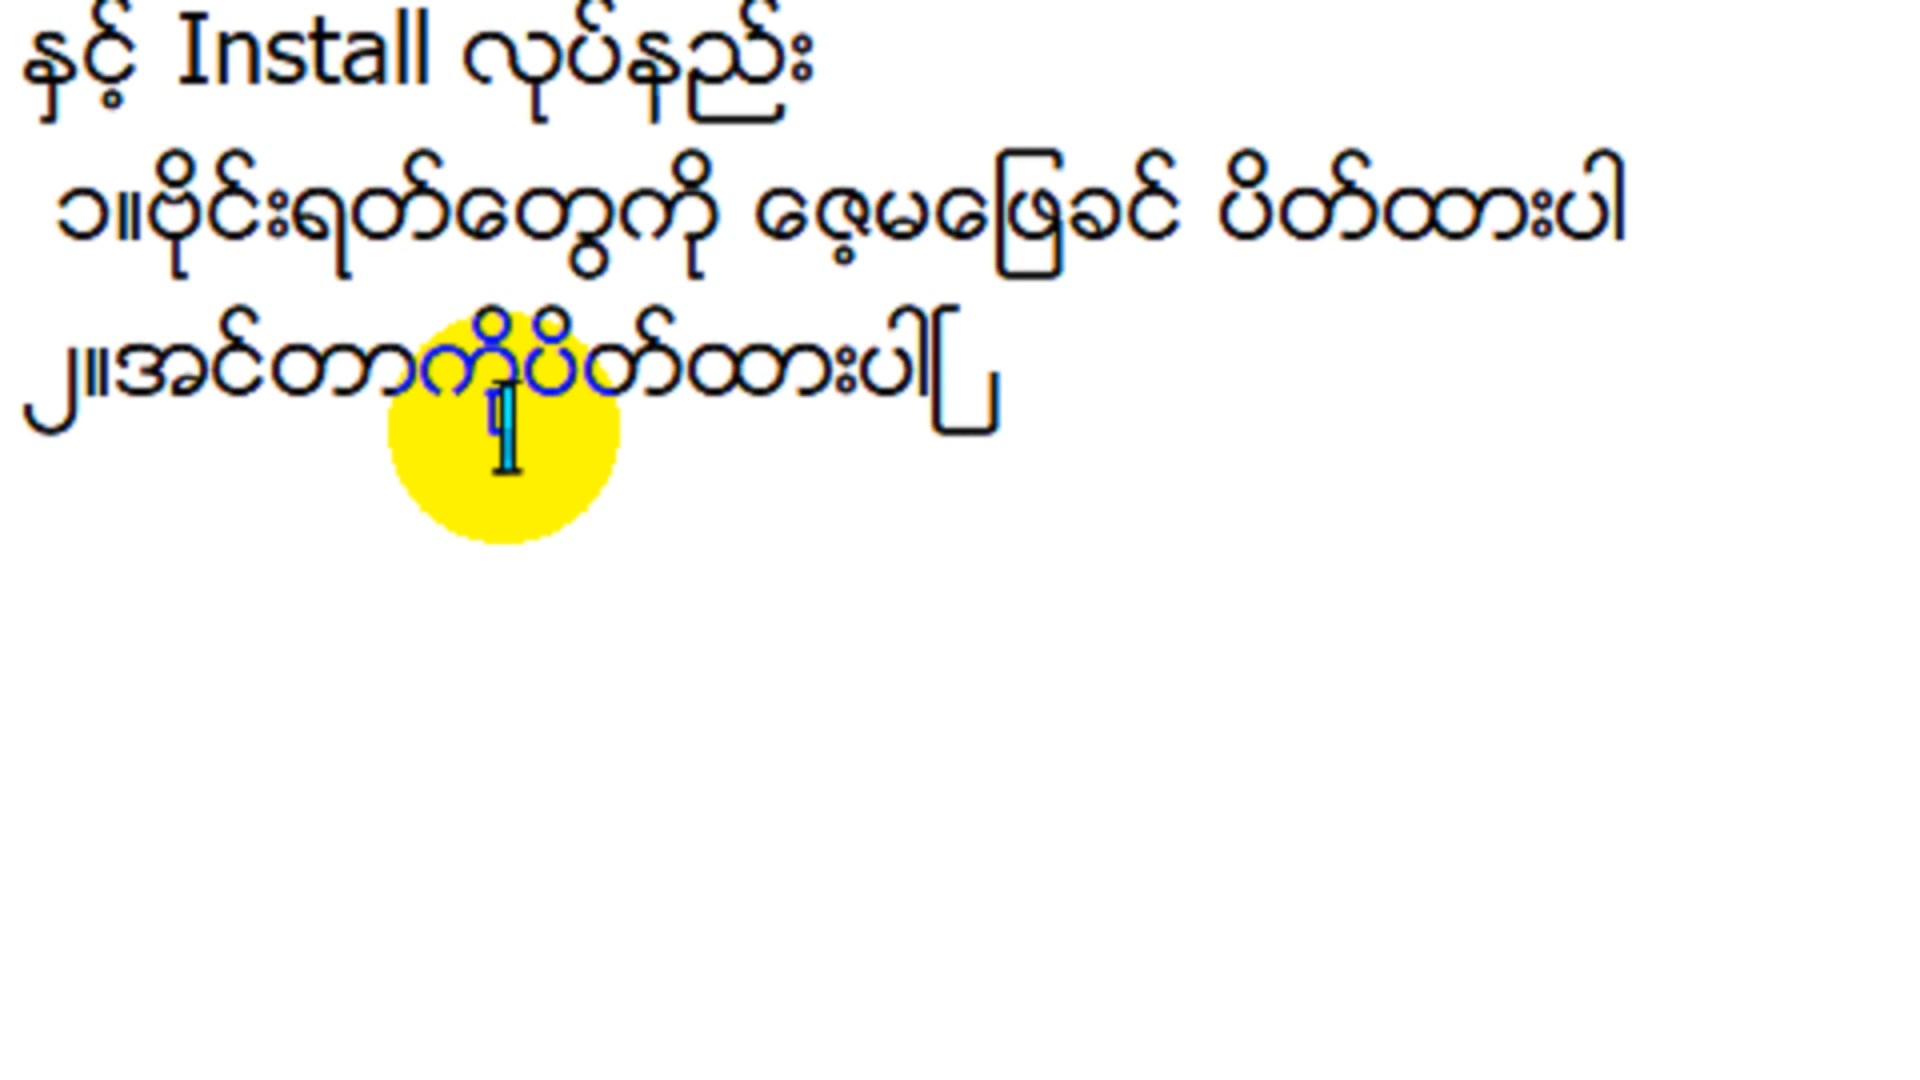 နှင့် Install လုပ်နည်း
၁။ဗိုင်းရတ်တွေကို ဇေ့မဖြေခင် ပိတ်ထားပါ
၂။အင်တာကိုပိတ်ထားပါြ